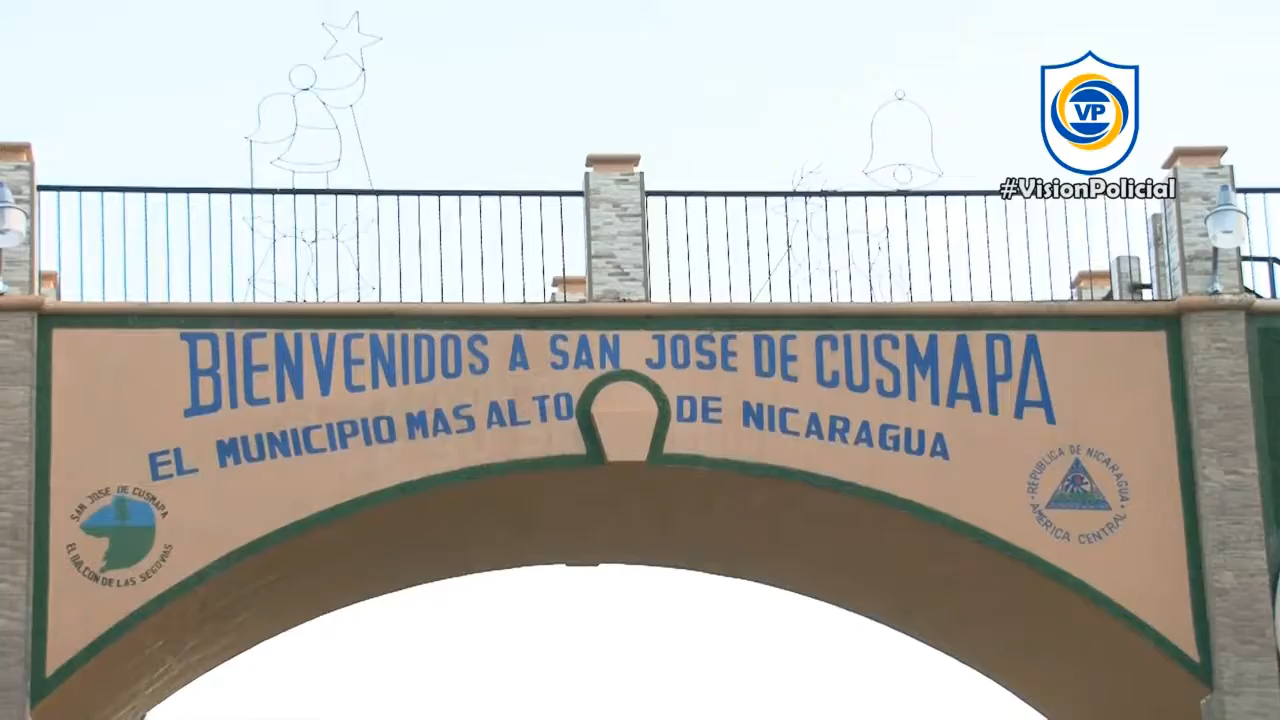 VP
#VisionPolicial
BIENVENIDOS A SAN JOSE DE CUSMAPA
EL MUNICIPIO MAS ALTO DE NICARAGUA
SAN JOSE DE CUSMAPA
EL BALCON DE LAS SEGOVIAS
REPUBLICA DE NICARAGUA
AMERICA CENTRAL